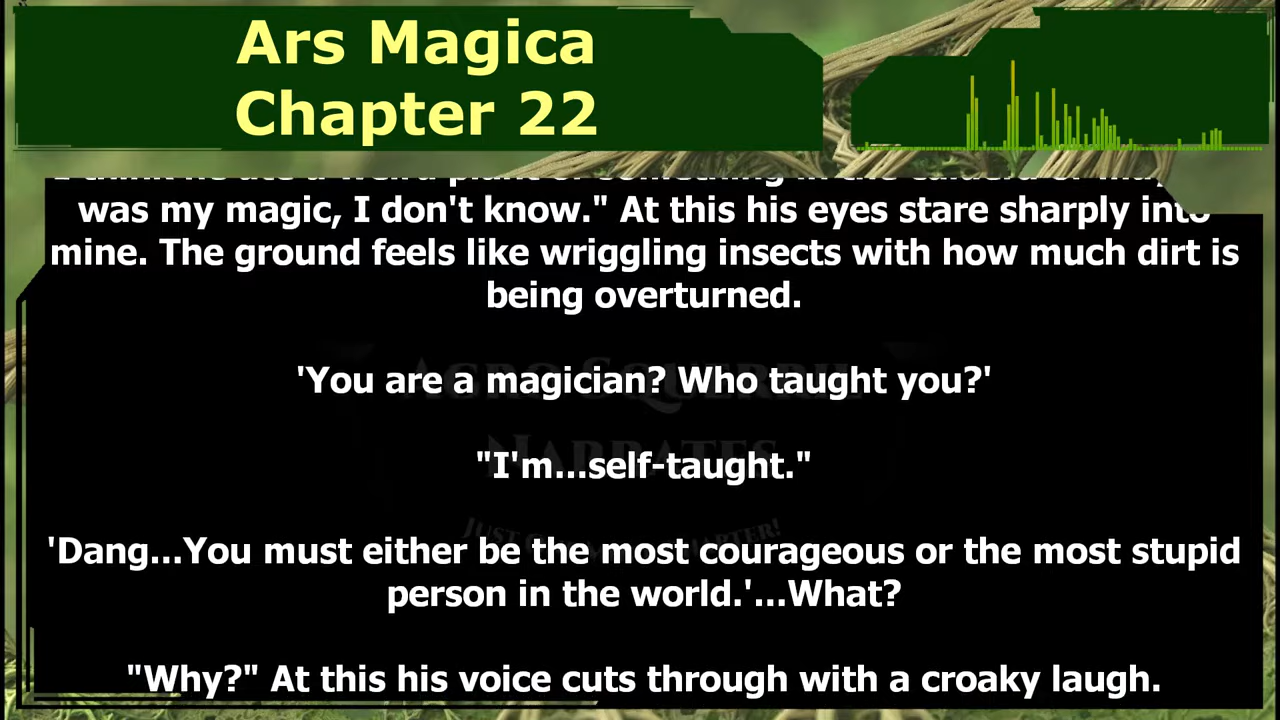 Ars Magica
Chapter 22
was my magic, I don't know." At this his eyes stare sharply into
mine. The ground feels like wriggling insects with how much dirt is
being overturned.
'You are a magician? Who taught you?'
"I'm...self-taught."
'Dang...You must either be the most courageous or the most stupid
person in the world.'...What?
"Why?" At this his voice cuts through with a croaky laugh.